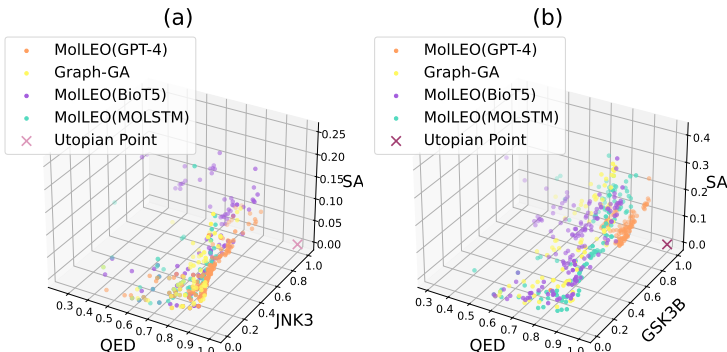 (a)
MolLEO(GPT-4)
Graph-GA
MolLEO(BioT5)
MolLEO(MOLSTM)
Utopian Point
0.25
0.20
0.15
0.10
0.05
0.00
SA
0.3
0.4
0.5
0.6
0.7
0.8
0.9
1.0
QED
0.0
0.2
0.4
0.6
0.8
1.0
JNK3
(b)
MolLEO(GPT-4)
Graph-GA
MolLEO(BioT5)
MolLEO(MOLSTM)
Utopian Point
0.4
0.3
0.2
0.1
0.0
SA
0.3
0.4
0.5
0.6
0.7
0.8
0.9
1.0
QED
0.0
0.2
0.4
0.6
0.8
1.0
GSK3B